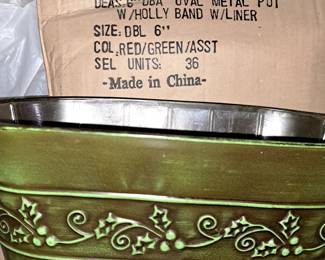 OVAL METAL POT
W/HOLLY BAND W/LINER
SIZE: DBL 6"
COL: RED/GREEN/ASST
SEL UNITS: 36
-Made in China-